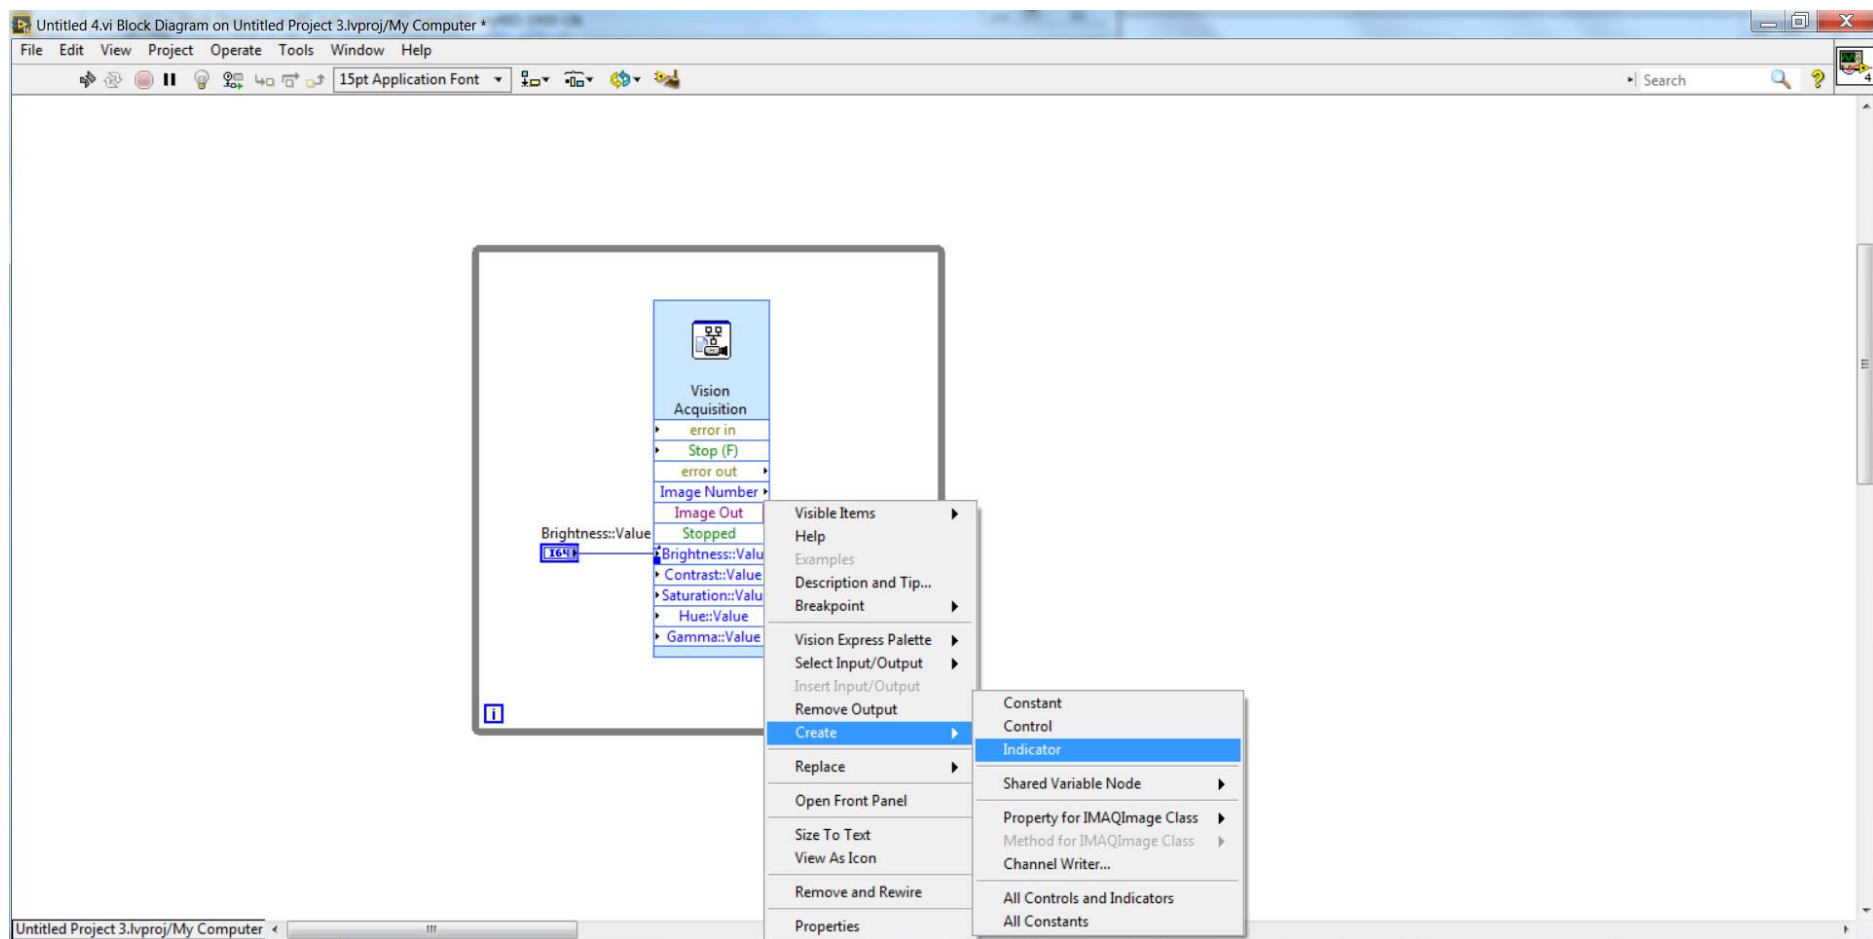 Untitled 4.vi Block Diagram on Untitled Project 3.lvproj/My Computer *
File Edit View Project Operate Tools Window Help
15pt Application Font
Search
4
Vision
Acquisition
error in
Stop (F)
error out
Image Number
Image Out
Stopped
Brightness::Valu
Contrast::Value
Saturation::Valu
Hue::Value
Gamma::Value
Brightness::Value
I64
i
Visible Items
Help
Examples
Description and Tip...
Breakpoint
Vision Express Palette
Select Input/Output
Insert Input/Output
Remove Output
Create
Replace
Open Front Panel
Size To Text
View As Icon
Remove and Rewire
Properties
Constant
Control
Indicator
Shared Variable Node
Property for IMAQImage Class
Method for IMAQImage Class
Channel Writer...
All Controls and Indicators
All Constants
Untitled Project 3.lvproj/My Computer